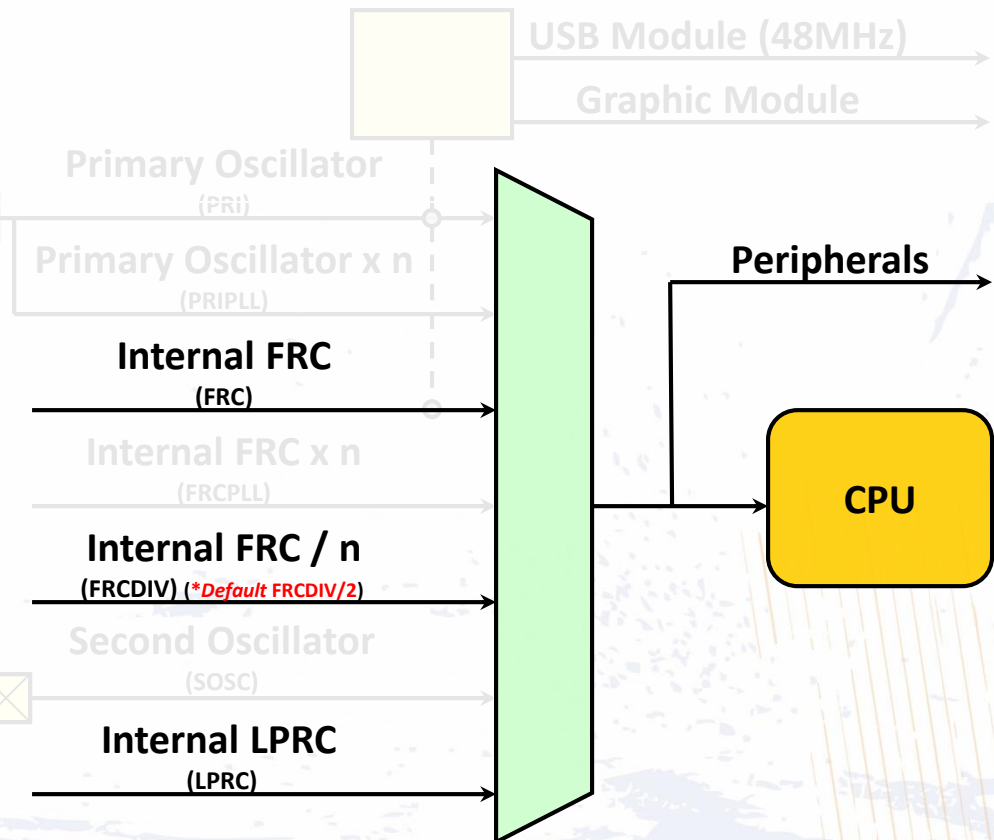 USB Module (48MHz)
Graphic Module
Primary Oscillator
(PRI)
Primary Oscillator x n
(PRIPLL)
Peripherals
Internal FRC
(FRC)
Internal FRC x n
(FRCPLL)
CPU
Internal FRC / n
(FRCDIV) (*Default FRCDIV/2)
Second Oscillator
(SOSC)
Internal LPRC
(LPRC)